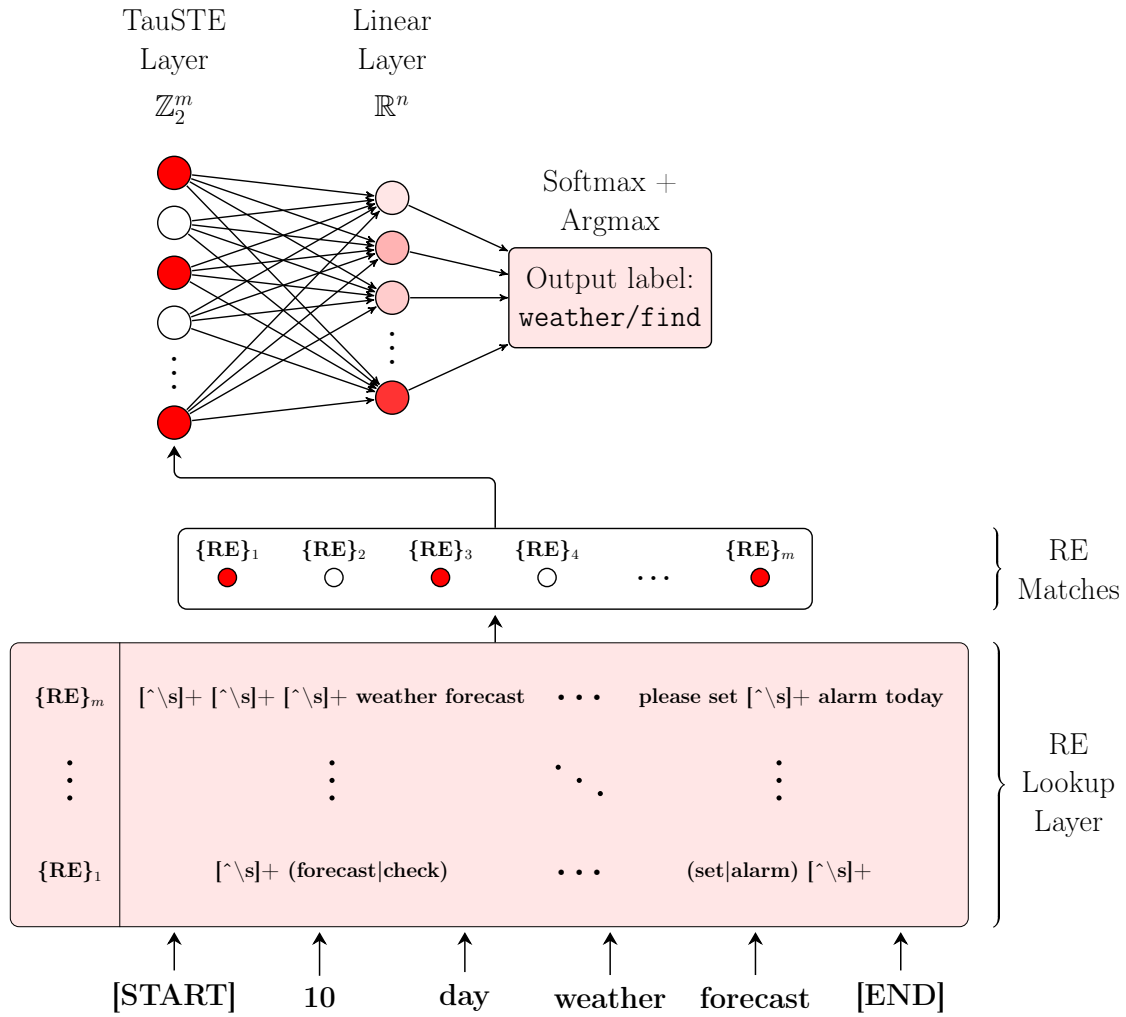 TauSTE
Layer
ℤ₂ᵐ
Linear
Layer
ℝⁿ
Softmax +
Argmax
Output label:
weather/find
{RE}₁ {RE}₂ {RE}₃ {RE}₄ ··· {RE}ₘ
RE
Matches
{RE}ₘ [^\s]+ [^\s]+ [^\s]+ weather forecast ··· please set [^\s]+ alarm today
{RE}₁ [^\s]+ (forecast|check) ··· (set|alarm) [^\s]+
RE
Lookup
Layer
[START] 10 day weather forecast [END]